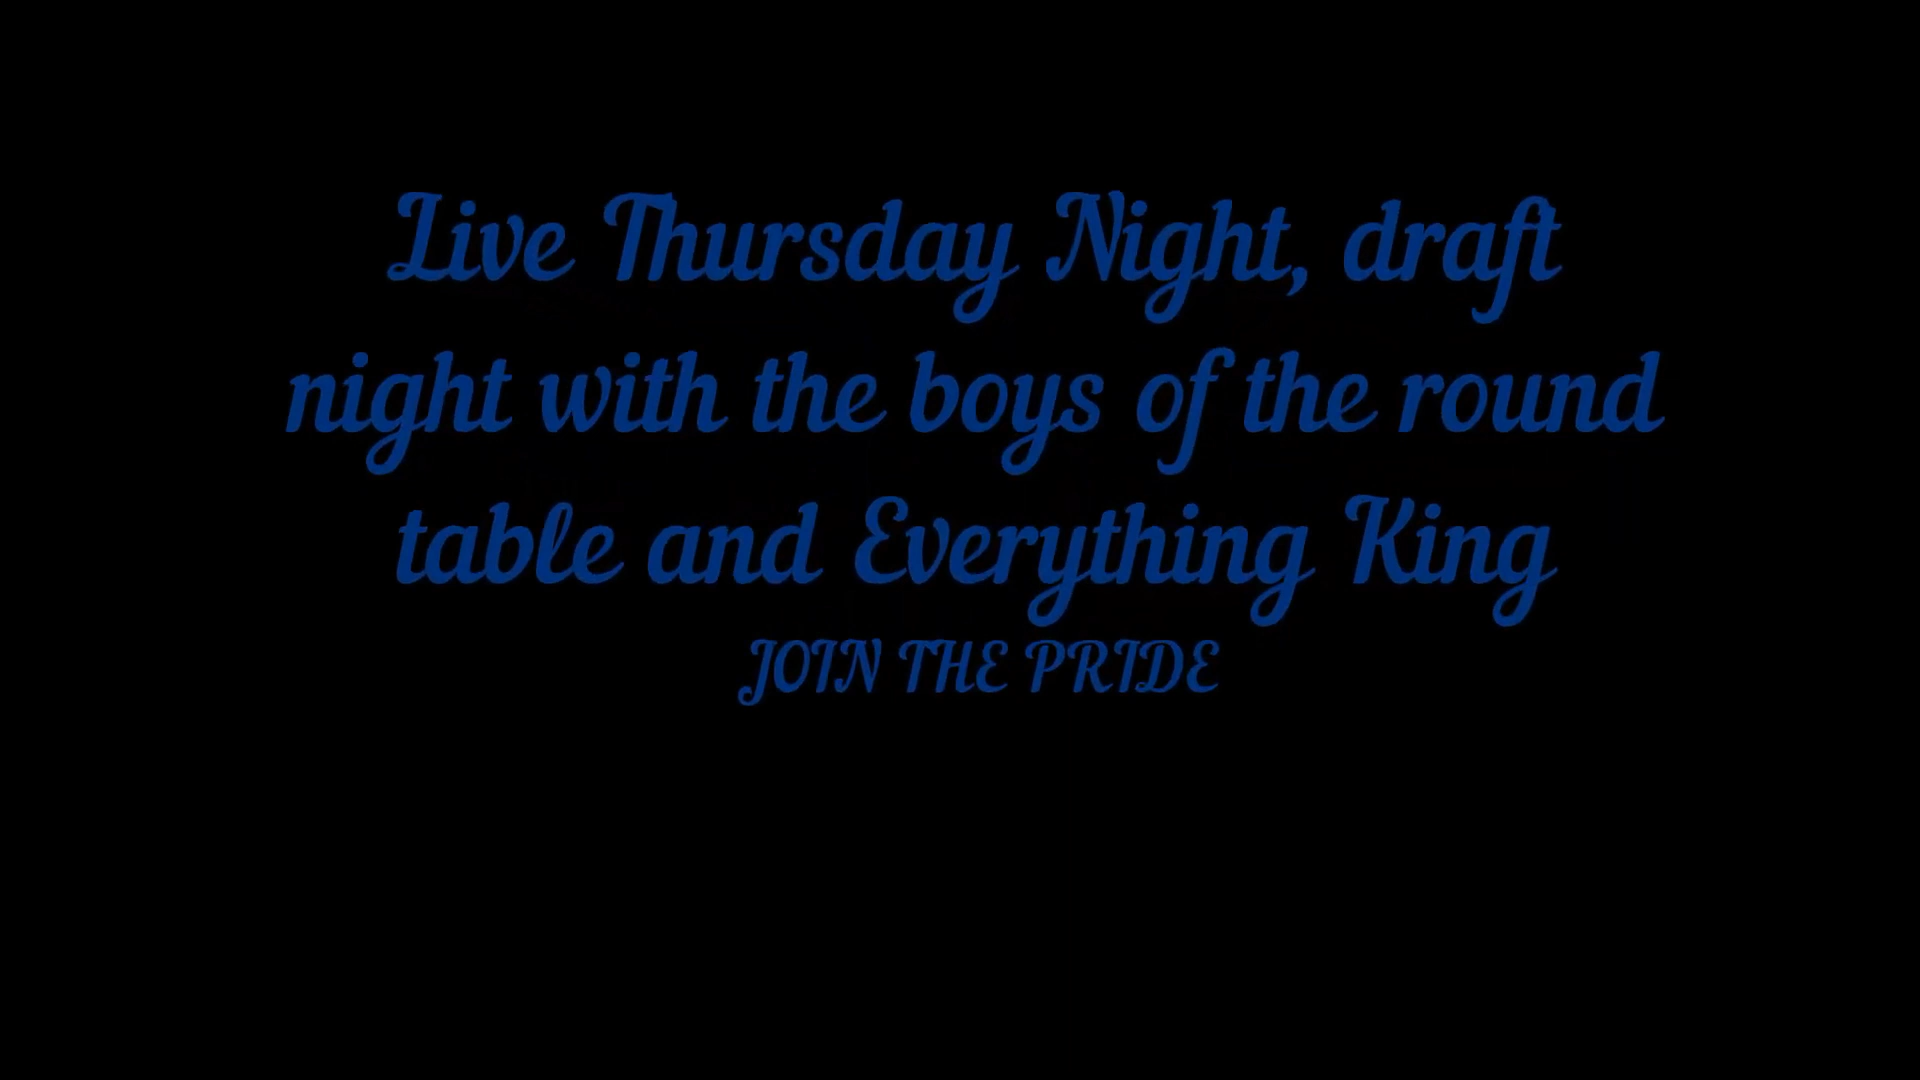 Live Thursday Night, draft
night with the boys of the round
table and Everything King
JOIN THE PRIDE